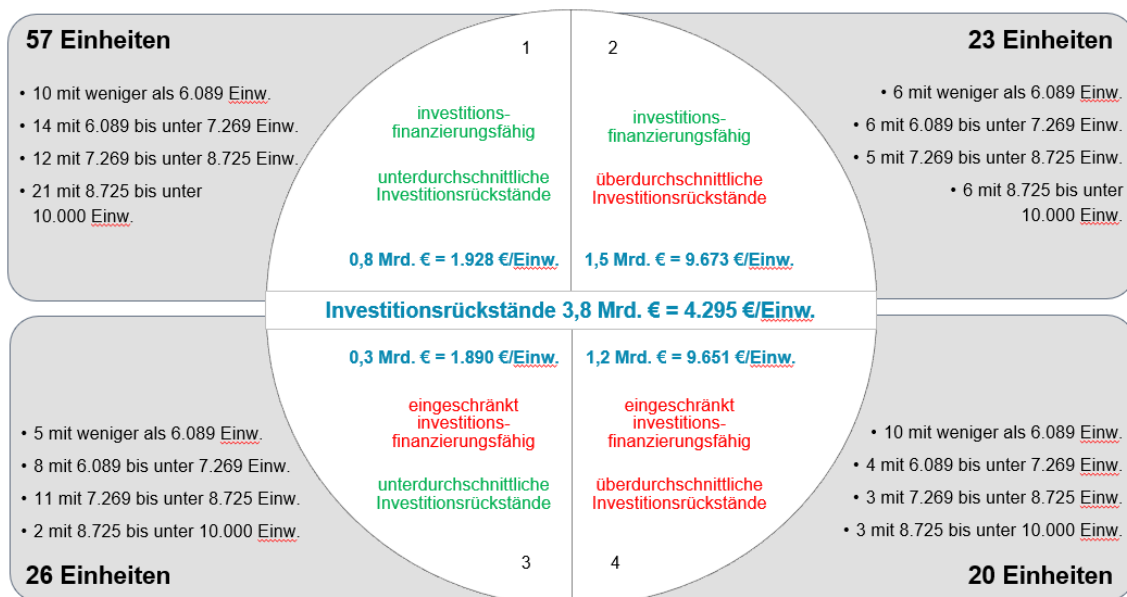 57 Einheiten
• 10 mit weniger als 6.089 Einw.
• 14 mit 6.089 bis unter 7.269 Einw.
• 12 mit 7.269 bis unter 8.725 Einw.
• 21 mit 8.725 bis unter
10.000 Einw.
1
investitions-
finanzierungsfähig
unterdurchschnittliche
Investitionsrückstände
0,8 Mrd. € = 1.928 €/Einw.
2
investitions-
finanzierungsfähig
überdurchschnittliche
Investitionsrückstände
1,5 Mrd. € = 9.673 €/Einw.
23 Einheiten
• 6 mit weniger als 6.089 Einw.
• 6 mit 6.089 bis unter 7.269 Einw.
• 5 mit 7.269 bis unter 8.725 Einw.
• 6 mit 8.725 bis unter
10.000 Einw.
Investitionsrückstände 3,8 Mrd. € = 4.295 €/Einw.
• 5 mit weniger als 6.089 Einw.
• 8 mit 6.089 bis unter 7.269 Einw.
• 11 mit 7.269 bis unter 8.725 Einw.
• 2 mit 8.725 bis unter 10.000 Einw.
26 Einheiten
0,3 Mrd. € = 1.890 €/Einw.
eingeschränkt
investitions-
finanzierungsfähig
unterdurchschnittliche
Investitionsrückstände
3
1,2 Mrd. € = 9.651 €/Einw.
eingeschränkt
investitions-
finanzierungsfähig
überdurchschnittliche
Investitionsrückstände
4
• 10 mit weniger als 6.089 Einw.
• 4 mit 6.089 bis unter 7.269 Einw.
• 3 mit 7.269 bis unter 8.725 Einw.
• 3 mit 8.725 bis unter 10.000 Einw.
20 Einheiten